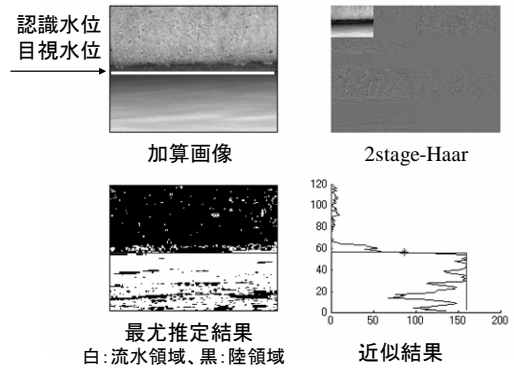 認識水位
目視水位
加算画像
2stage-Haar
最尤推定結果
白:流水領域、黒:陸領域
120
100
80
60
40
20
0
0 50 100 150 200
近似結果